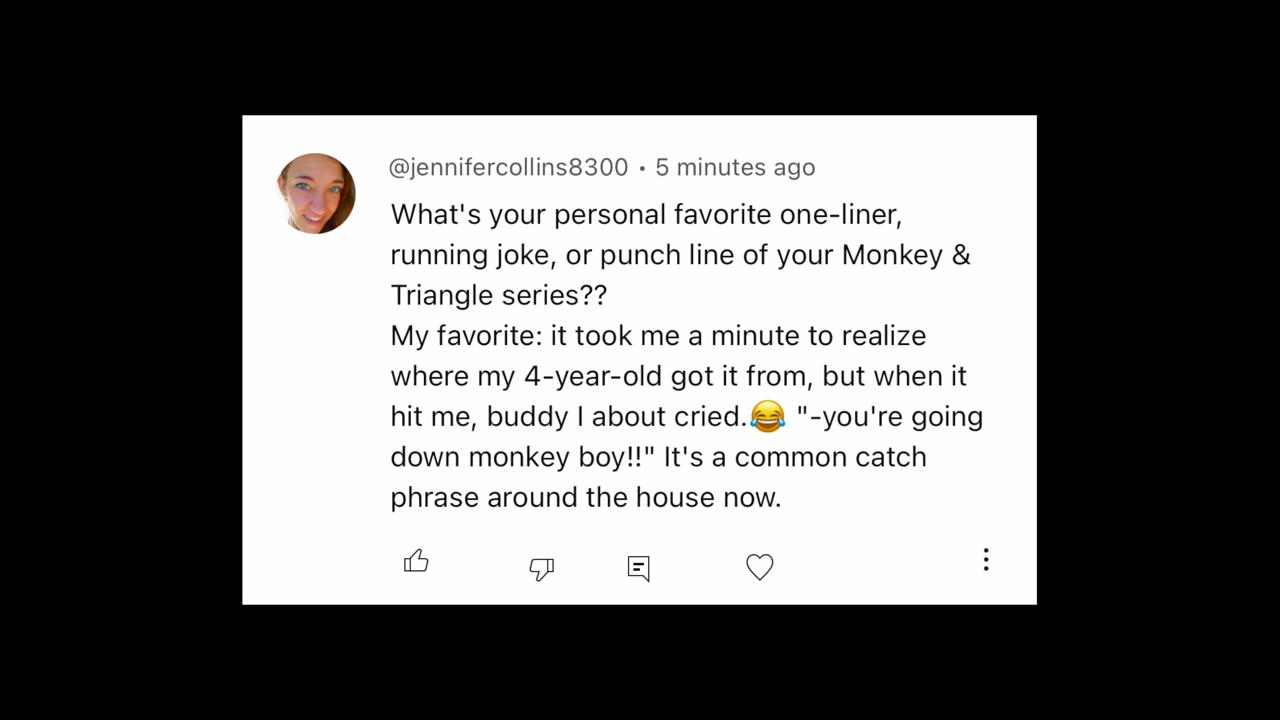 @jennifercollins8300 • 5 minutes ago
What's your personal favorite one-liner,
running joke, or punch line of your Monkey &
Triangle series??
My favorite: it took me a minute to realize
where my 4-year-old got it from, but when it
hit me, buddy I about cried.😂 "-you're going
down monkey boy!!" It's a common catch
phrase around the house now.